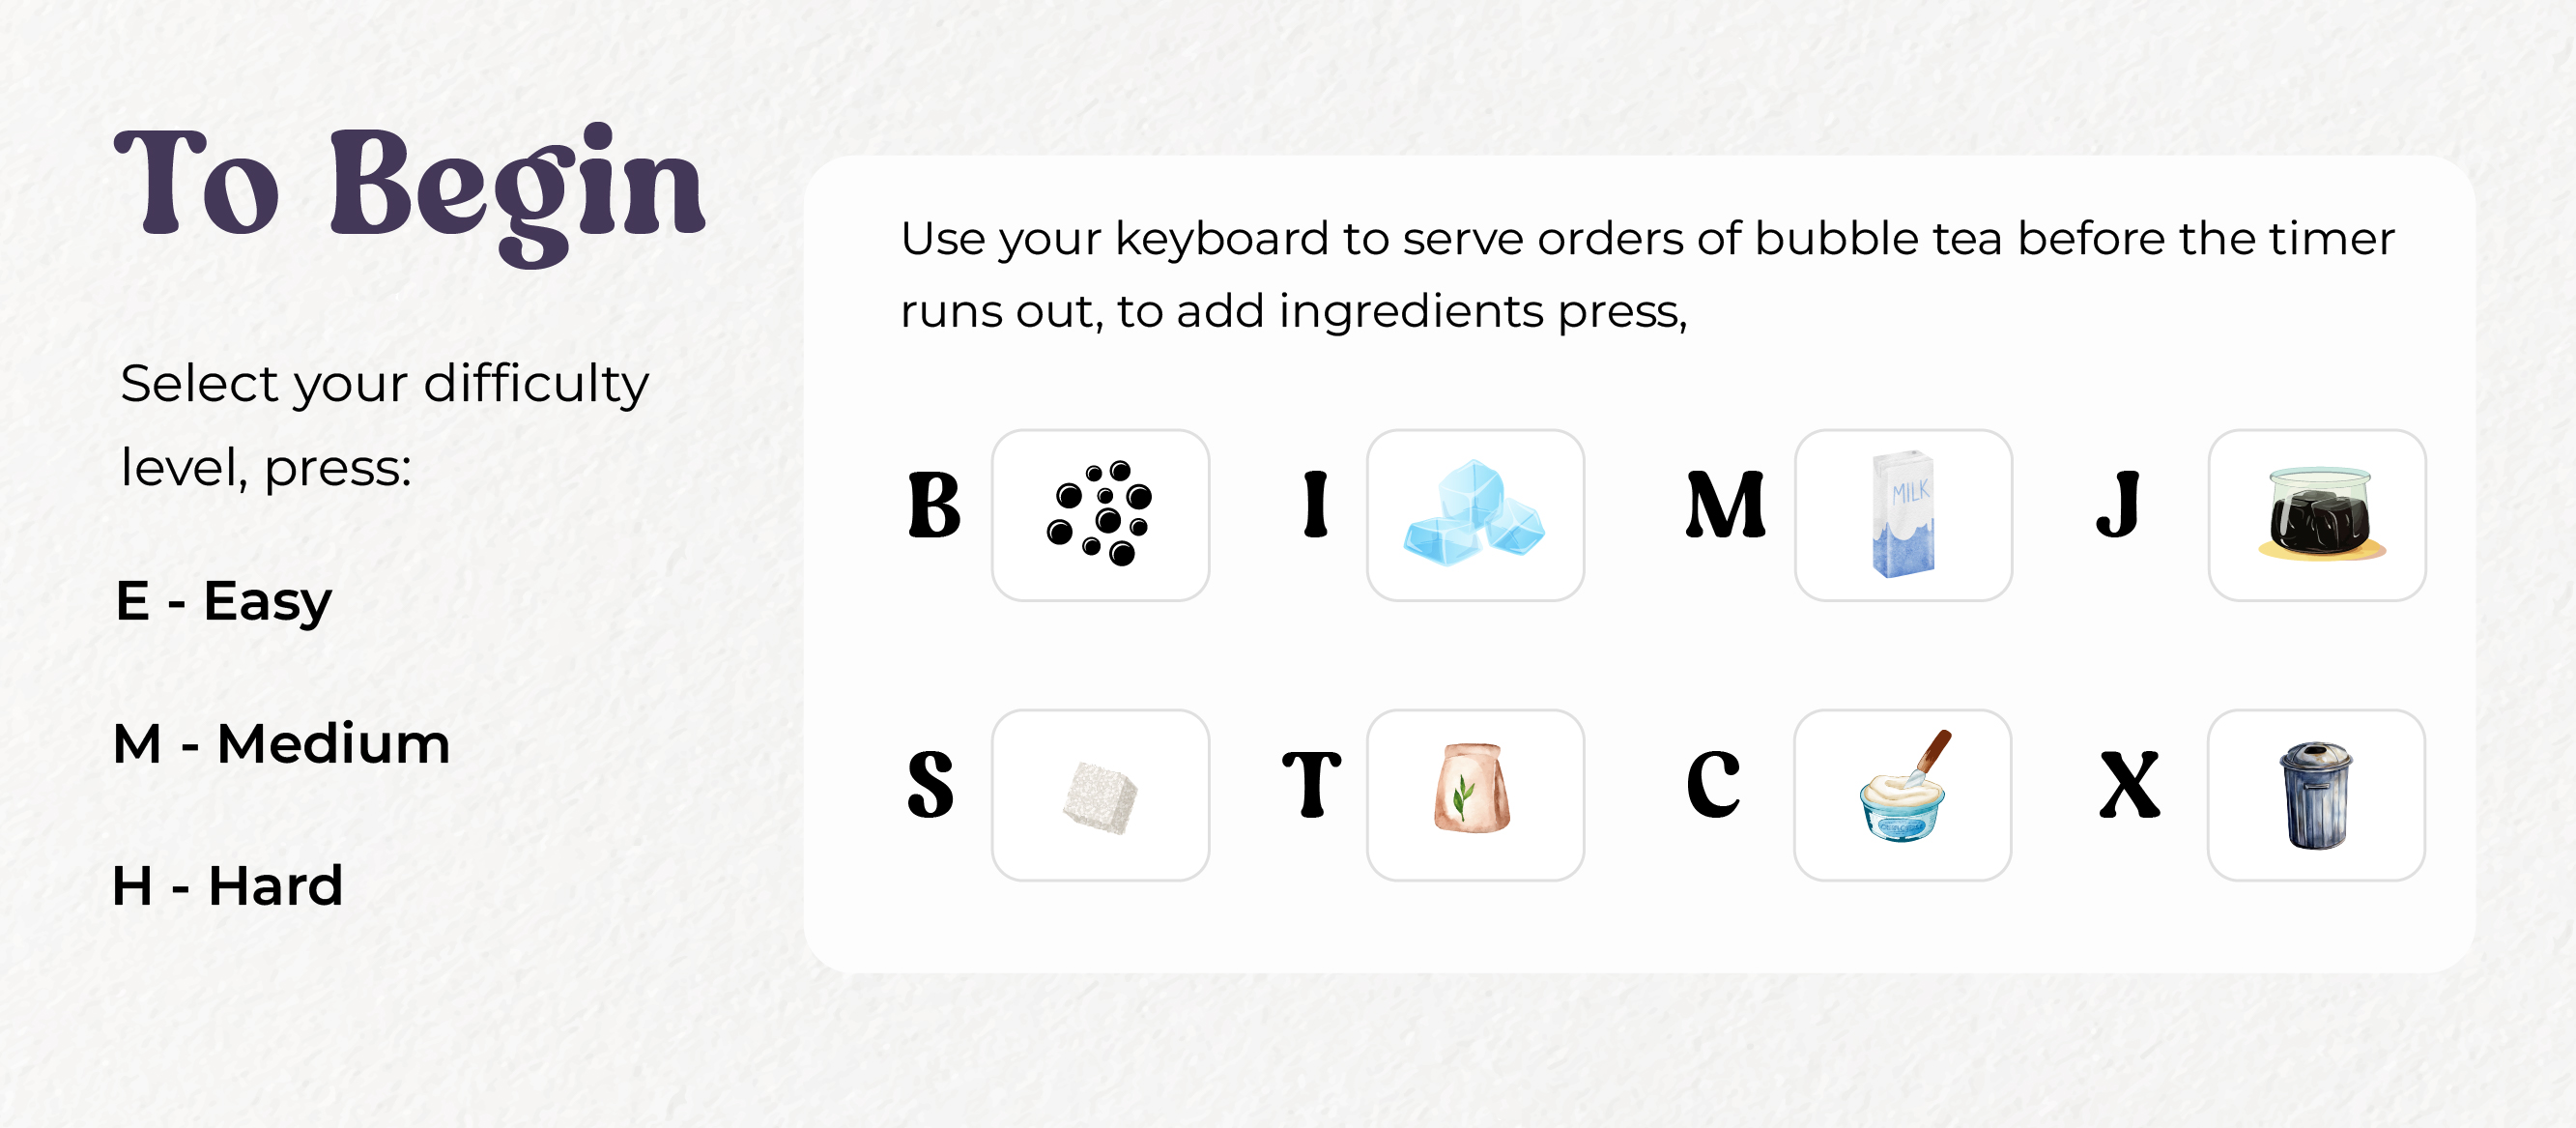 To Begin
Select your difficulty
level, press:
E - Easy
M - Medium
H - Hard
Use your keyboard to serve orders of bubble tea before the timer
runs out, to add ingredients press,
B I M J
MILK
S T C X